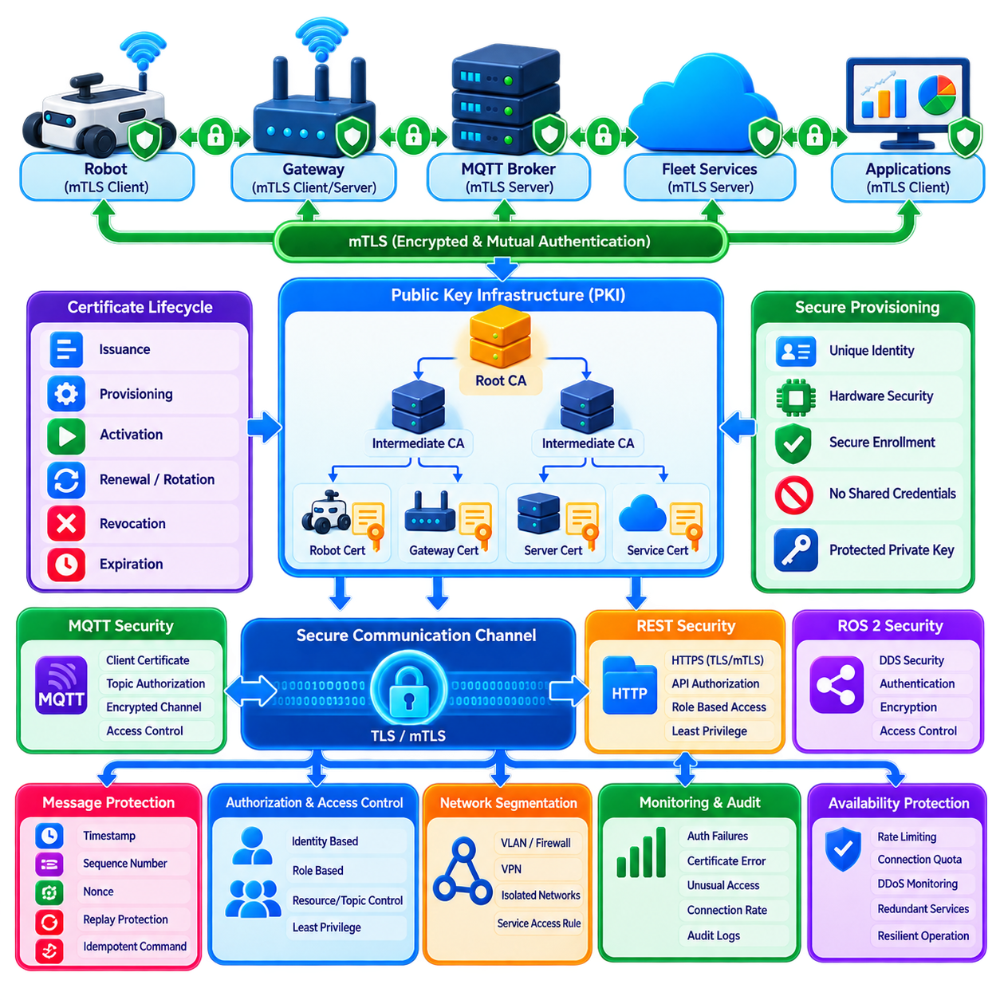 Robot
(mTLS Client)
Gateway
(mTLS Client/Server)
MQTT Broker
(mTLS Server)
Fleet Services
(mTLS Server)
Applications
(mTLS Client)
mTLS (Encrypted & Mutual Authentication)
Certificate Lifecycle
Issuance
Provisioning
Activation
Renewal / Rotation
Revocation
Expiration
Public Key Infrastructure (PKI)
Root CA
Intermediate CA
Intermediate CA
Robot Cert
Gateway Cert
Server Cert
Service Cert
Secure Provisioning
Unique Identity
Hardware Security
Secure Enrollment
No Shared Credentials
Protected Private Key
MQTT Security
MQTT
Client Certificate
Topic Authorization
Encrypted Channel
Access Control
Secure Communication Channel
TLS / mTLS
REST Security
HTTP
HTTPS (TLS/mTLS)
API Authorization
Role Based Access
Least Privilege
ROS 2 Security
DDS Security
Authentication
Encryption
Access Control
Message Protection
Timestamp
Sequence Number
Nonce
Replay Protection
Idempotent Command
Authorization & Access Control
Identity Based
Role Based
Resource/Topic Control
Least Privilege
Network Segmentation
VLAN / Firewall
VPN
Isolated Networks
Service Access Rule
Monitoring & Audit
Auth Failures
Certificate Error
Unusual Access
Connection Rate
Audit Logs
Availability Protection
Rate Limiting
Connection Quota
DDoS Monitoring
Redundant Services
Resilient Operation